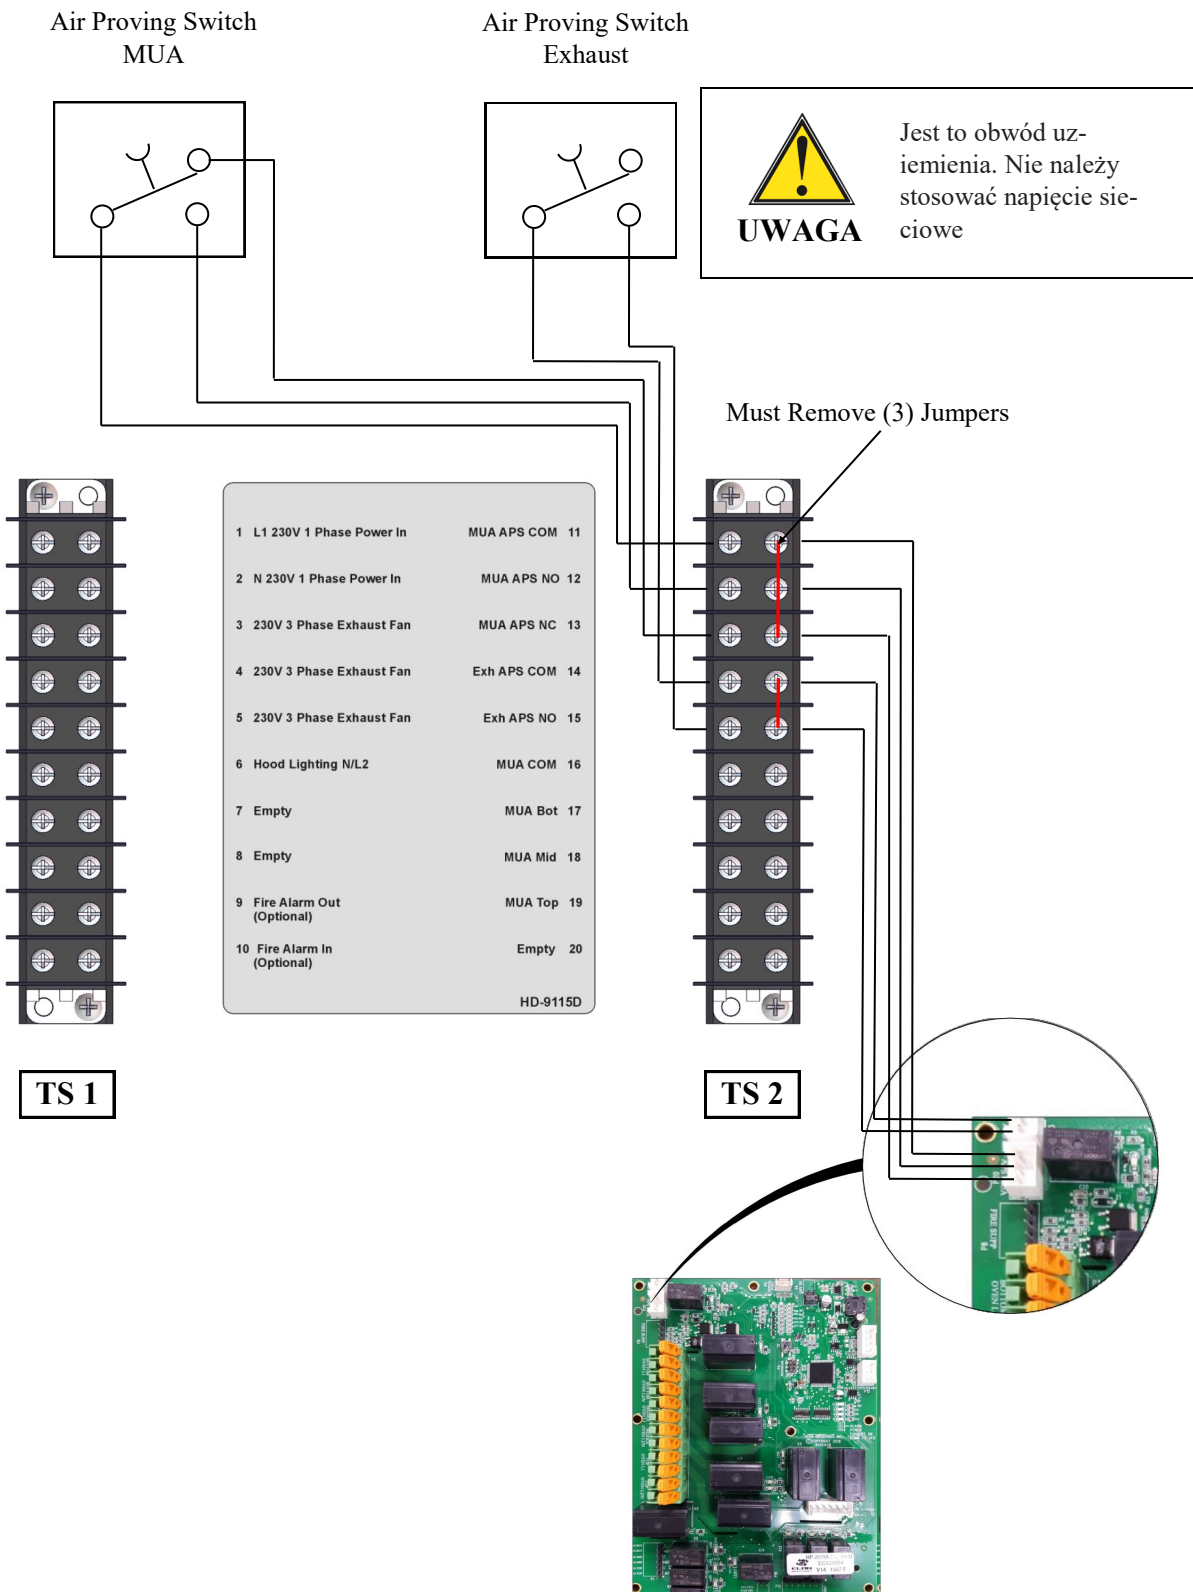 Air Proving Switch
MUA
Air Proving Switch
Exhaust
Jest to obwód uz-
iemienia. Nie należy
stosować napięcie sie-
ciowe
UWAGA
Must Remove (3) Jumpers
1 L1 230V 1 Phase Power In
MUA APS COM 11
2 N 230V 1 Phase Power In
MUA APS NO 12
3 230V 3 Phase Exhaust Fan
MUA APS NC 13
4 230V 3 Phase Exhaust Fan
Exh APS COM 14
5 230V 3 Phase Exhaust Fan
Exh APS NO 15
6 Hood Lighting N/L2
MUA COM 16
7 Empty
MUA Bot 17
8 Empty
MUA Mid 18
9 Fire Alarm Out
(Optional)
MUA Top 19
10 Fire Alarm In
(Optional)
Empty 20
HD-9115D
TS 1
TS 2
FIRE SUPP